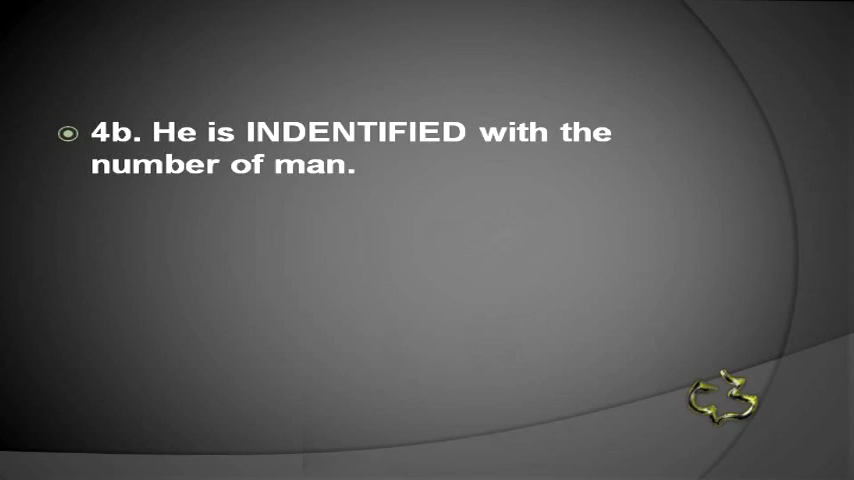 4b. He is INDENTIFIED with the
number of man.